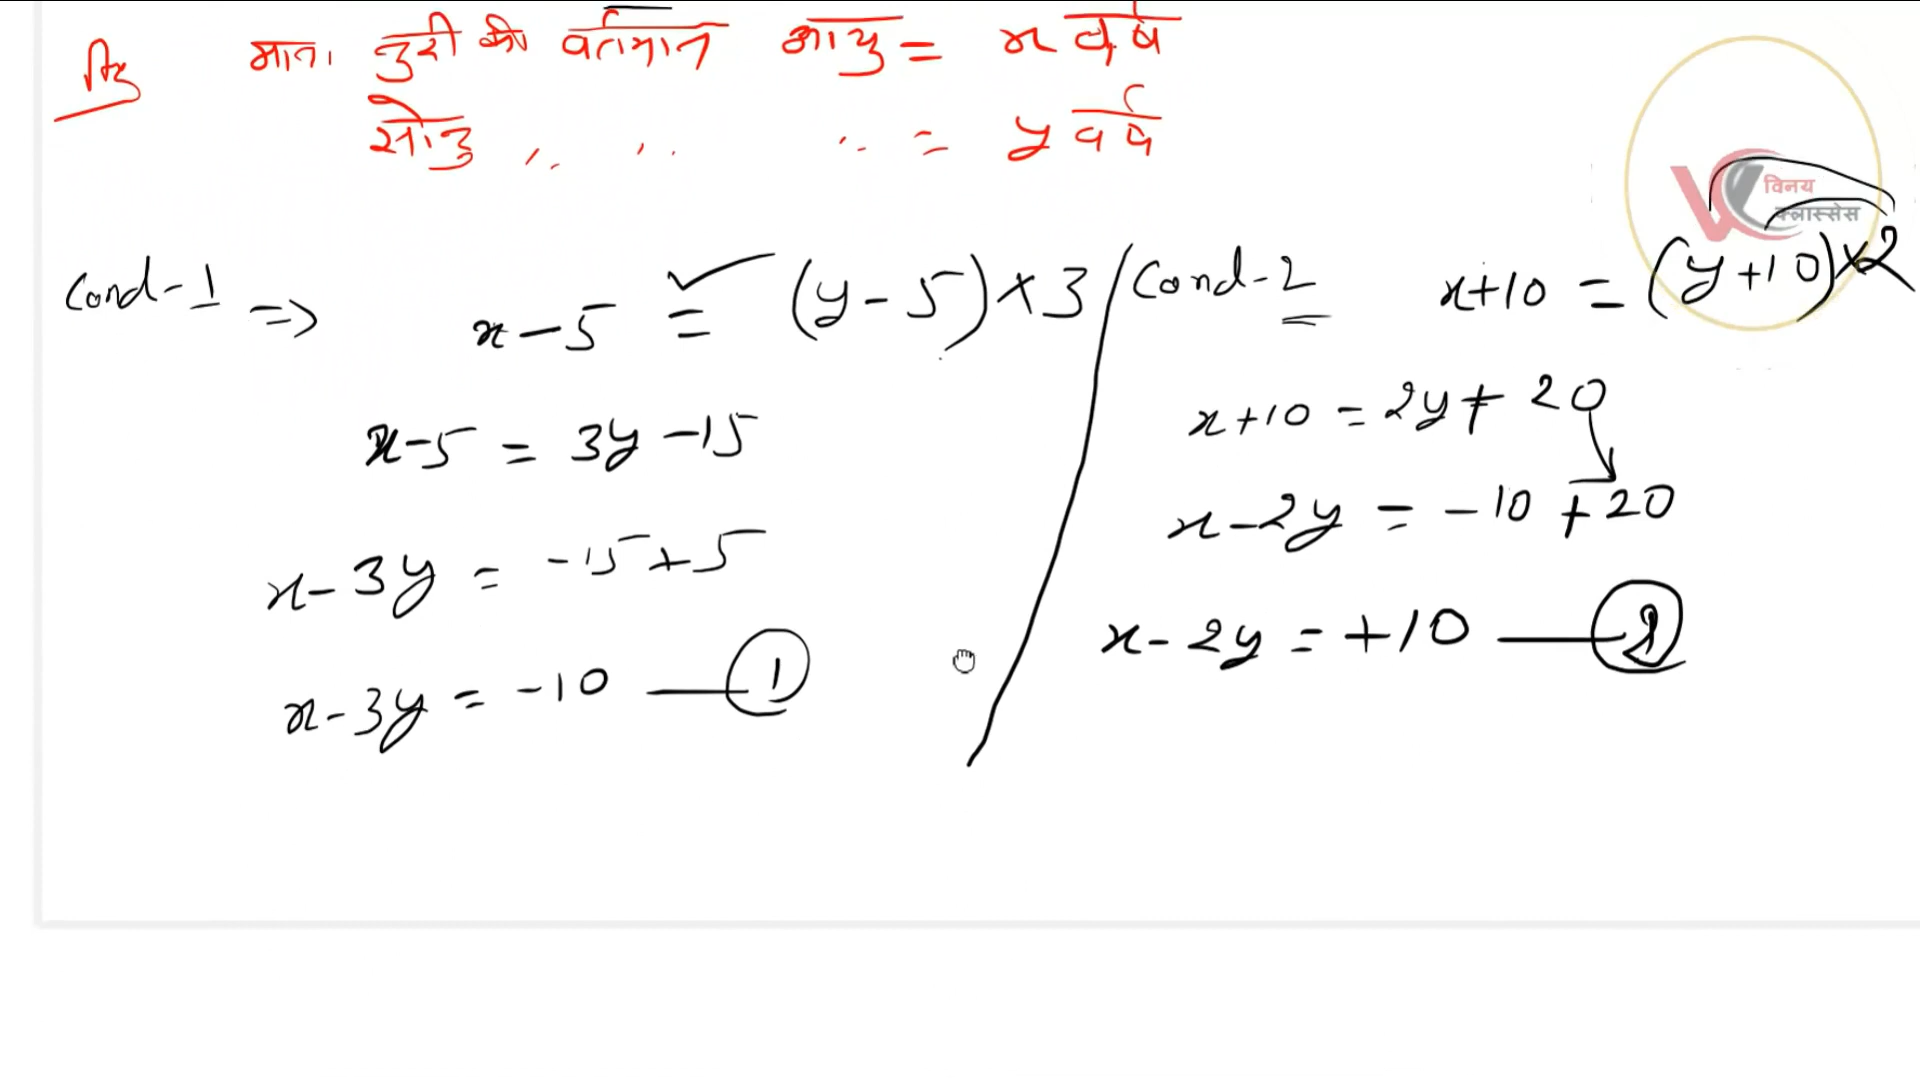 माना नुरी की वर्तमान आयु = x वर्ष
सोनु ,, ,, ,, = y वर्ष
विनय
क्लासेस
Cond-1 => x-5 = (y-5)×3
x-5 = 3y-15
x-3y = -15+5
x-3y = -10 — 1
Cond-2 x+10 = (y+10)×2
x+10 = 2y+20
x-2y = -10+20
x-2y = +10 — 2